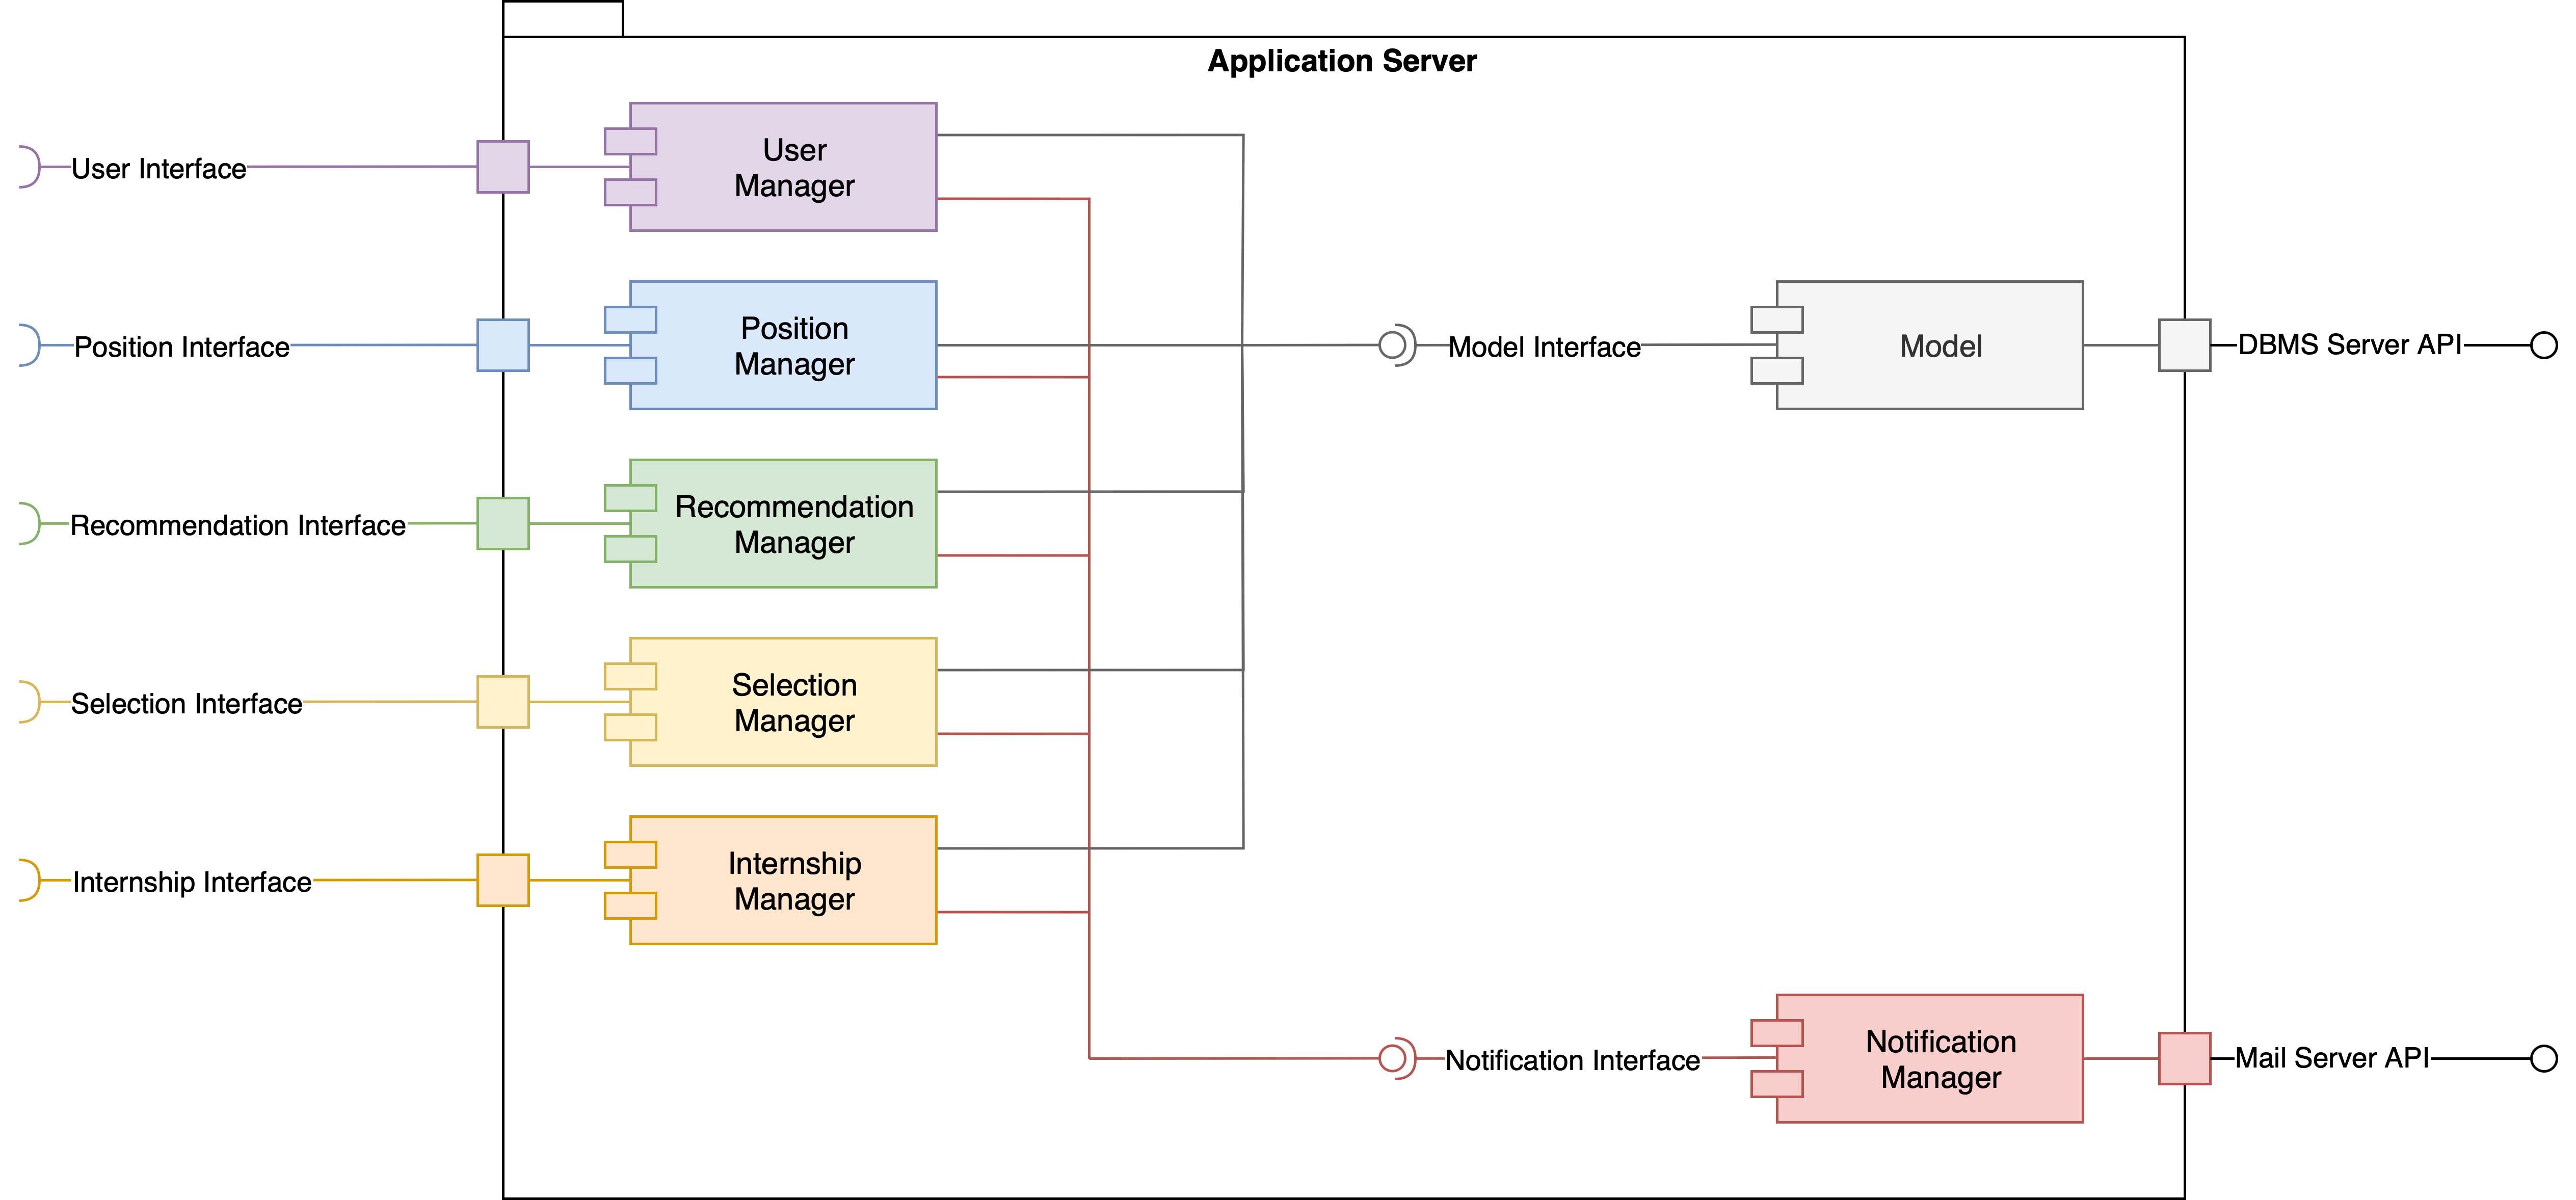 Application Server
User Interface
User
Manager
Position Interface
Position
Manager
Model Interface
Model
DBMS Server API
Recommendation Interface
Recommendation
Manager
Selection Interface
Selection
Manager
Internship Interface
Internship
Manager
Notification Interface
Notification
Manager
Mail Server API